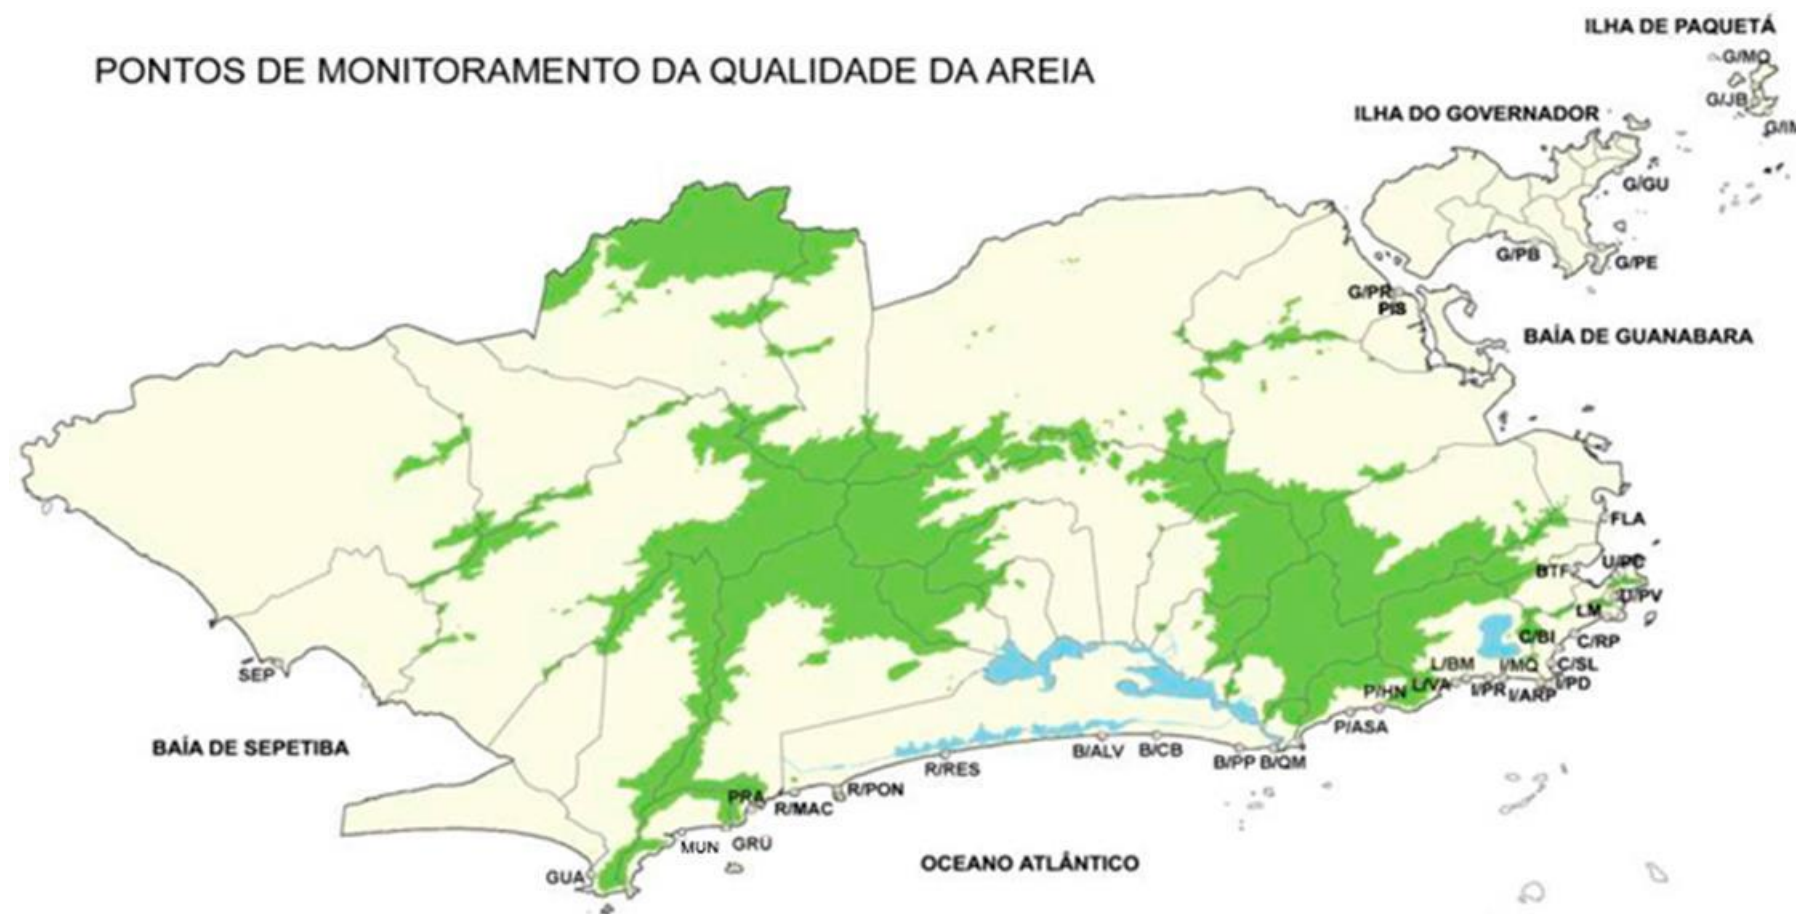 ILHA DE PAQUETÁ
PONTOS DE MONITORAMENTO DA QUALIDADE DA AREIA
G/MO
G/JB
ILHA DO GOVERNADOR
G/GU
G/PB
G/PE
G/PR
PIS
BAÍA DE GUANABARA
FLA
U/PC
BTF
U/PV
LM
C/BI
C/RP
L/BM
I/MQ
C/SL
SEP
P/HN
L/VA
I/PR
I/ARP
I/PD
P/ASA
BAÍA DE SEPETIBA
B/ALV
B/CB
B/PP
B/QM
R/RES
R/PON
PRA
R/MAC
MUN
GRÜ
OCEANO ATLÂNTICO
GUA